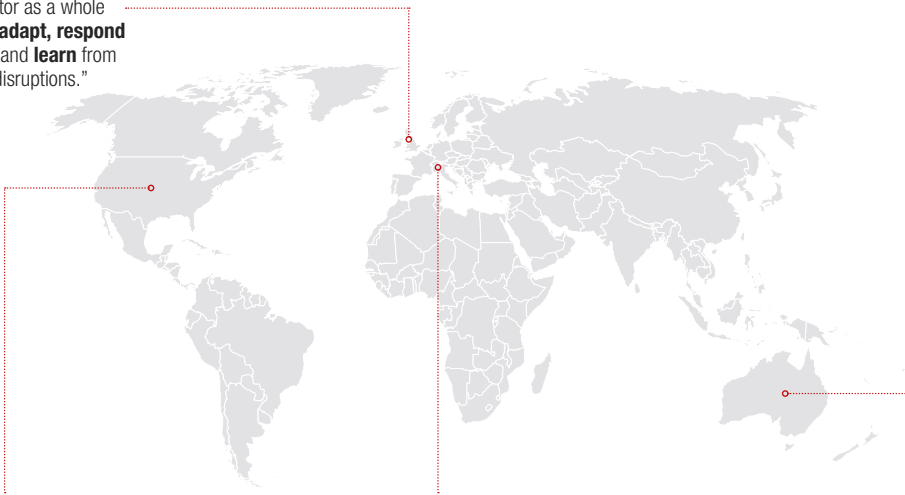 tor as a whole
adapt, respond
and learn from
disruptions.”